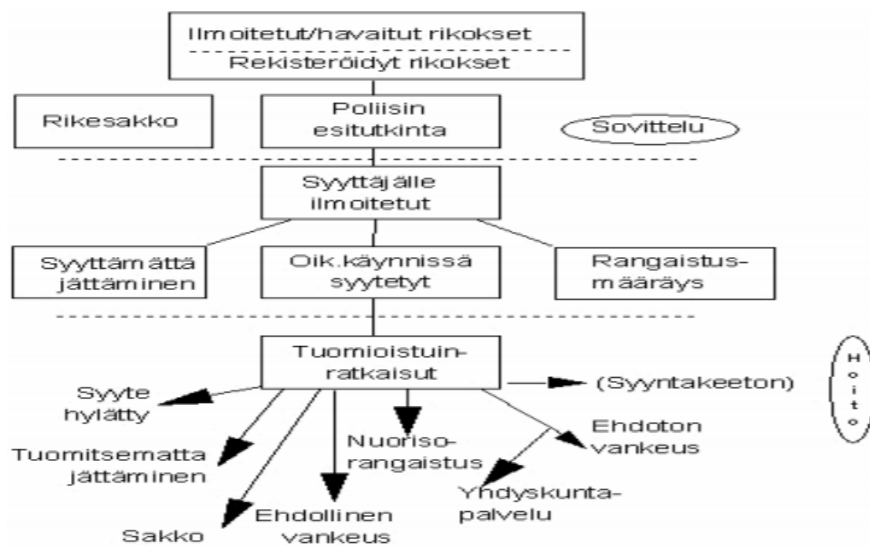 Ilmoitetut/havaitut rikokset
Rekisteröidyt rikokset
Rikesakko
Poliisin
esitutkinta
Sovittelu
Syyttäjälle
ilmoitetut
Syyttämättä
jättäminen
Oik.käynnissä
syytetyt
Rangaistus-
määräys
Tuomioistuin-
ratkaisut
Hoito
(Syyntakeeton)
Syyte
hylätty
Tuomitsematta
jättäminen
Sakko
Ehdollinen
vankeus
Nuoriso-
rangaistus
Yhdyskunta-
palvelu
Ehdoton
vankeus